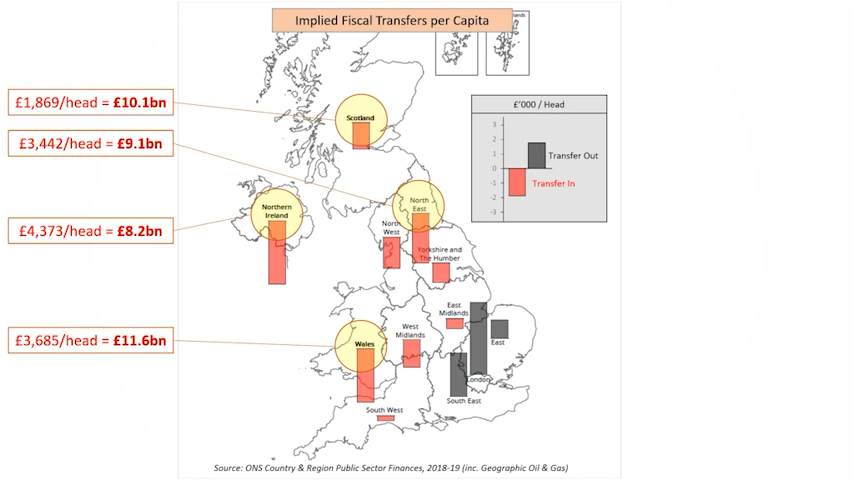 Implied Fiscal Transfers per Capita
£1,869/head = £10.1bn
£3,442/head = £9.1bn
£4,373/head = £8.2bn
£3,685/head = £11.6bn
£'000 / Head
3
2
1
0
-1
-2
-3
Transfer Out
Transfer In
Scotland
Northern
Ireland
North
East
North
West
Yorkshire and
The Humber
East
Midlands
West
Midlands
East
Wales
London
South East
South West
Source: ONS Country & Region Public Sector Finances, 2018-19 (inc. Geographic Oil & Gas)